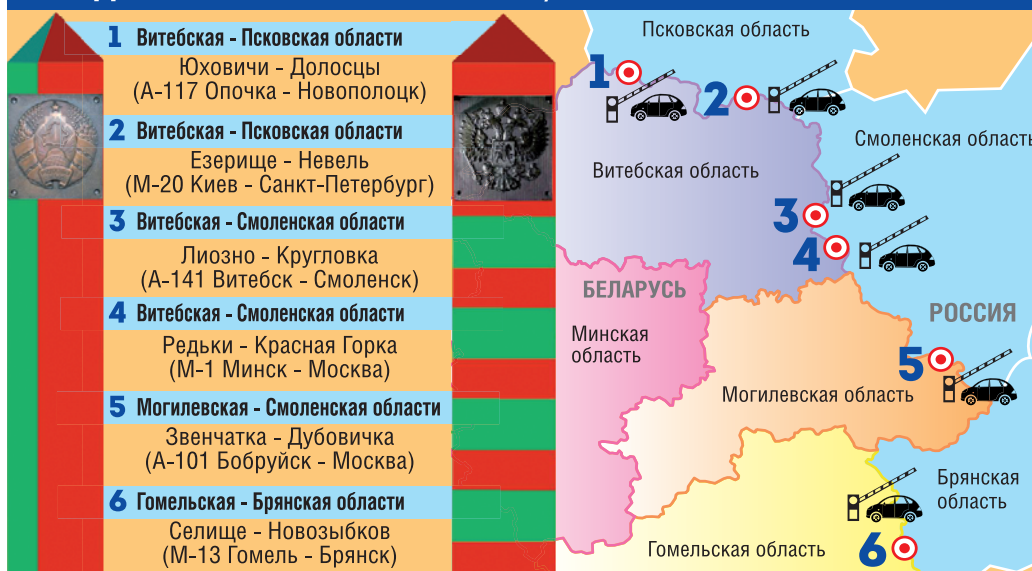 1 Витебская - Псковская области
Юховичи - Долосцы
(А-117 Опочка - Новополоцк)
2 Витебская - Псковская области
Езерище - Невель
(М-20 Киев - Санкт-Петербург)
3 Витебская - Смоленская области
Лиозно - Кругловка
(А-141 Витебск - Смоленск)
4 Витебская - Смоленская области
Редьки - Красная Горка
(М-1 Минск - Москва)
5 Могилевская - Смоленская области
Звенчатка - Дубовичка
(А-101 Бобруйск - Москва)
6 Гомельская - Брянская области
Селище - Новозыбков
(М-13 Гомель - Брянск)
Псковская область
1
2
Смоленская область
Витебская область
3
4
БЕЛАРУСЬ
РОССИЯ
Минская
область
5
Могилевская область
Брянская
область
Гомельская область
6